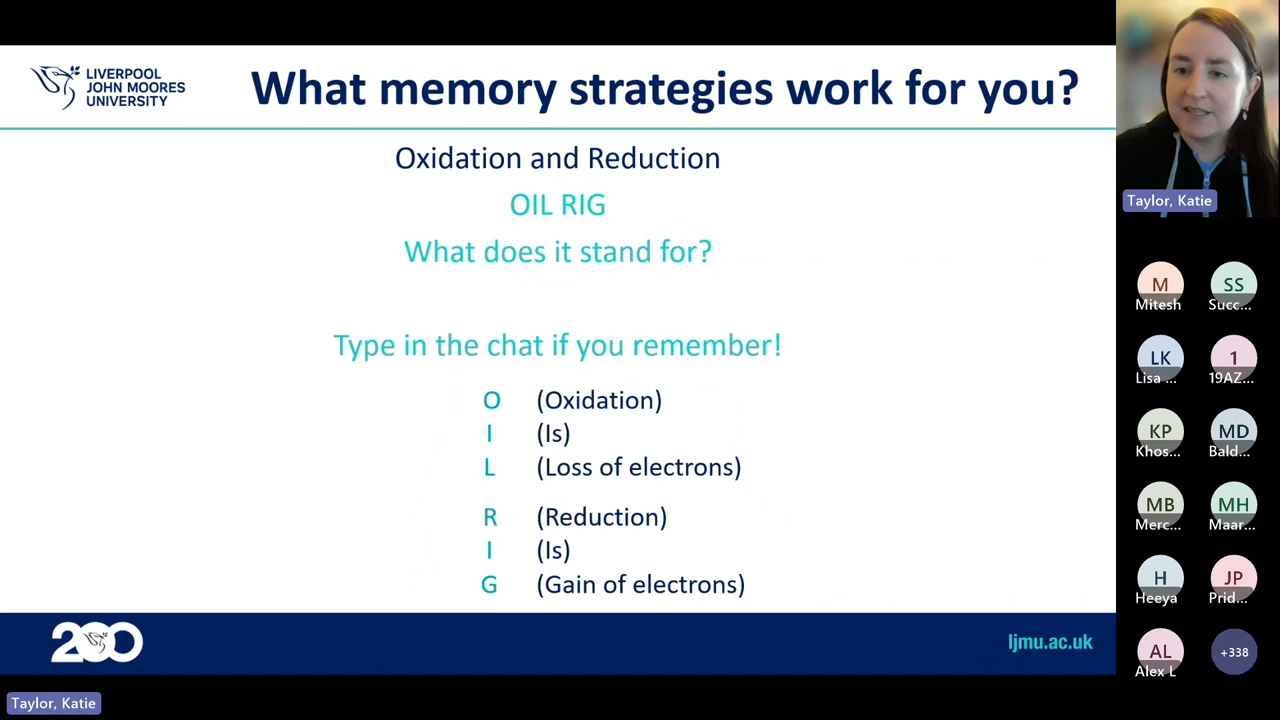 LIVERPOOL
JOHN MOORES
UNIVERSITY
What memory strategies work for you?
Oxidation and Reduction
OIL RIG
What does it stand for?
Type in the chat if you remember!
O (Oxidation)
I (Is)
L (Loss of electrons)
R (Reduction)
I (Is)
G (Gain of electrons)
200
ljmu.ac.uk
Taylor, Katie
Taylor, Katie
M SS
Mitesh Succ...
LK 1
Lisa ... 19AZ...
KP MD
Khos... Bald...
MB MH
Merc... Maar...
H JP
Heeya Prid...
AL +338
Alex L